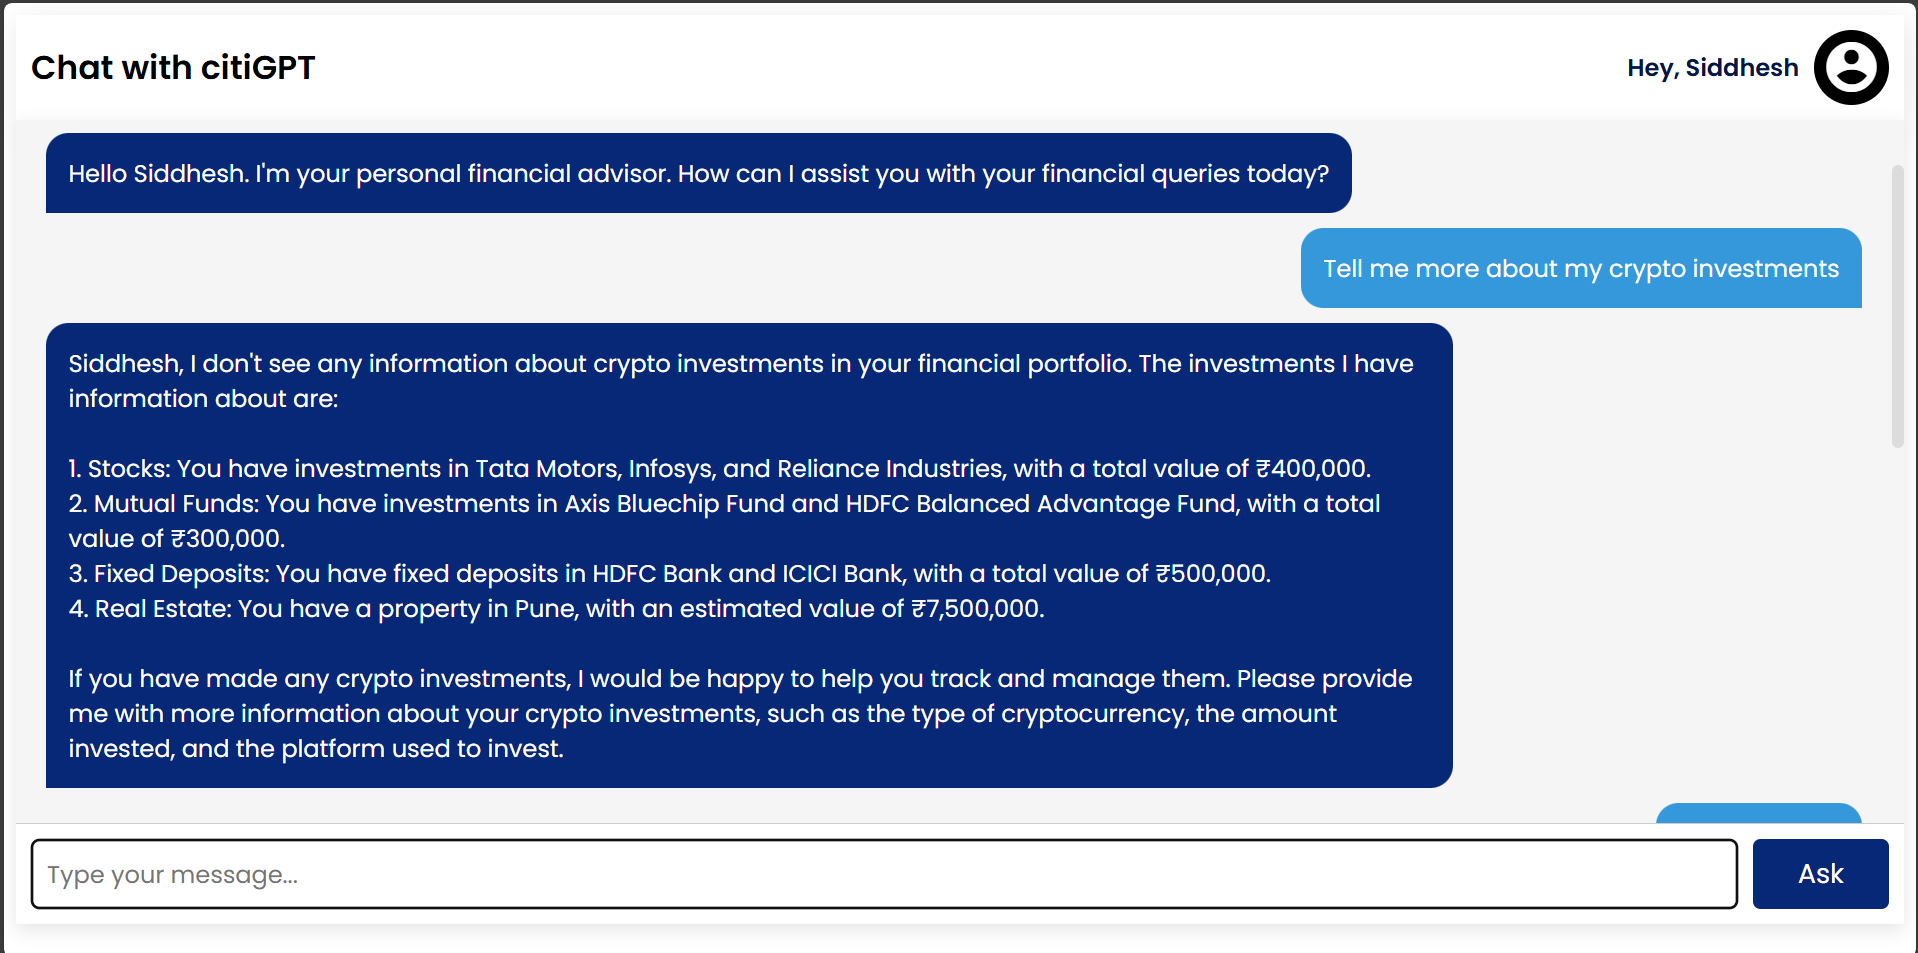 Chat with citiGPT
Hey, Siddhesh
Hello Siddhesh. I'm your personal financial advisor. How can I assist you with your financial queries today?
Tell me more about my crypto investments
Siddhesh, I don't see any information about crypto investments in your financial portfolio. The investments I have
information about are:
1. Stocks: You have investments in Tata Motors, Infosys, and Reliance Industries, with a total value of ₹400,000.
2. Mutual Funds: You have investments in Axis Bluechip Fund and HDFC Balanced Advantage Fund, with a total
value of ₹300,000.
3. Fixed Deposits: You have fixed deposits in HDFC Bank and ICICI Bank, with a total value of ₹500,000.
4. Real Estate: You have a property in Pune, with an estimated value of ₹7,500,000.
If you have made any crypto investments, I would be happy to help you track and manage them. Please provide
me with more information about your crypto investments, such as the type of cryptocurrency, the amount
invested, and the platform used to invest.
Type your message...
Ask